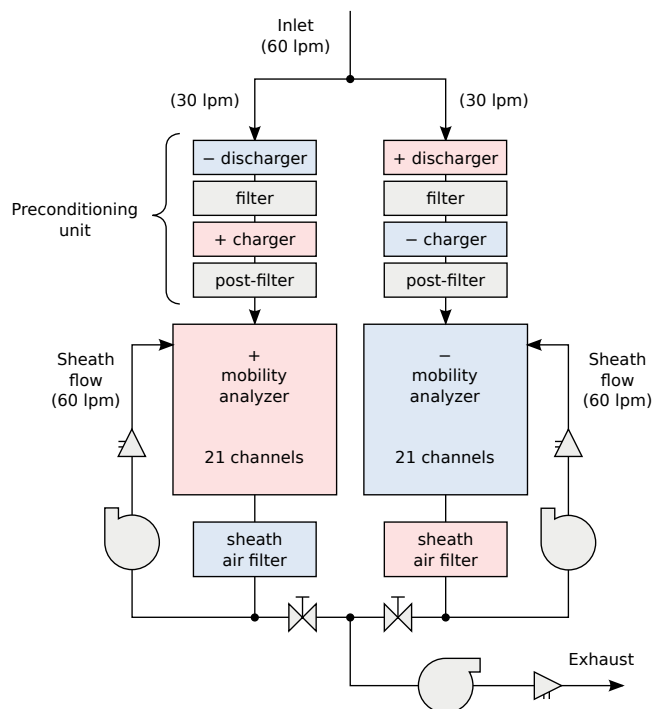 Inlet
(60 lpm)
(30 lpm)
(30 lpm)
Preconditioning
unit
− discharger
filter
+ charger
post-filter
+ discharger
filter
− charger
post-filter
Sheath
flow
(60 lpm)
+
mobility
analyzer
21 channels
−
mobility
analyzer
21 channels
Sheath
flow
(60 lpm)
sheath
air filter
sheath
air filter
Exhaust